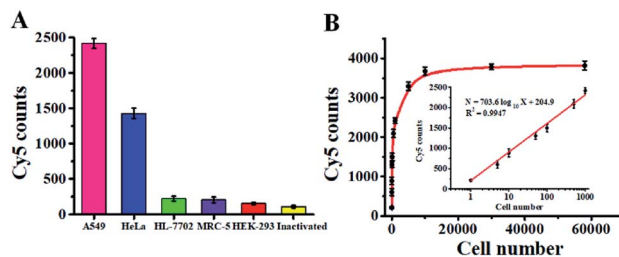 A
Cy5 counts
2500
2000
1500
1000
500
0
A549 HeLa HL-7702 MRC-5 HEK-293 Inactivated
B
Cy5 counts
4000
3000
2000
1000
0
0 20000 40000 60000
Cell number
N = 703.6 log10 X + 204.9
R² = 0.9947
Cy5 counts
2500
2000
1500
1000
500
0
1 10 100 1000
Cell number